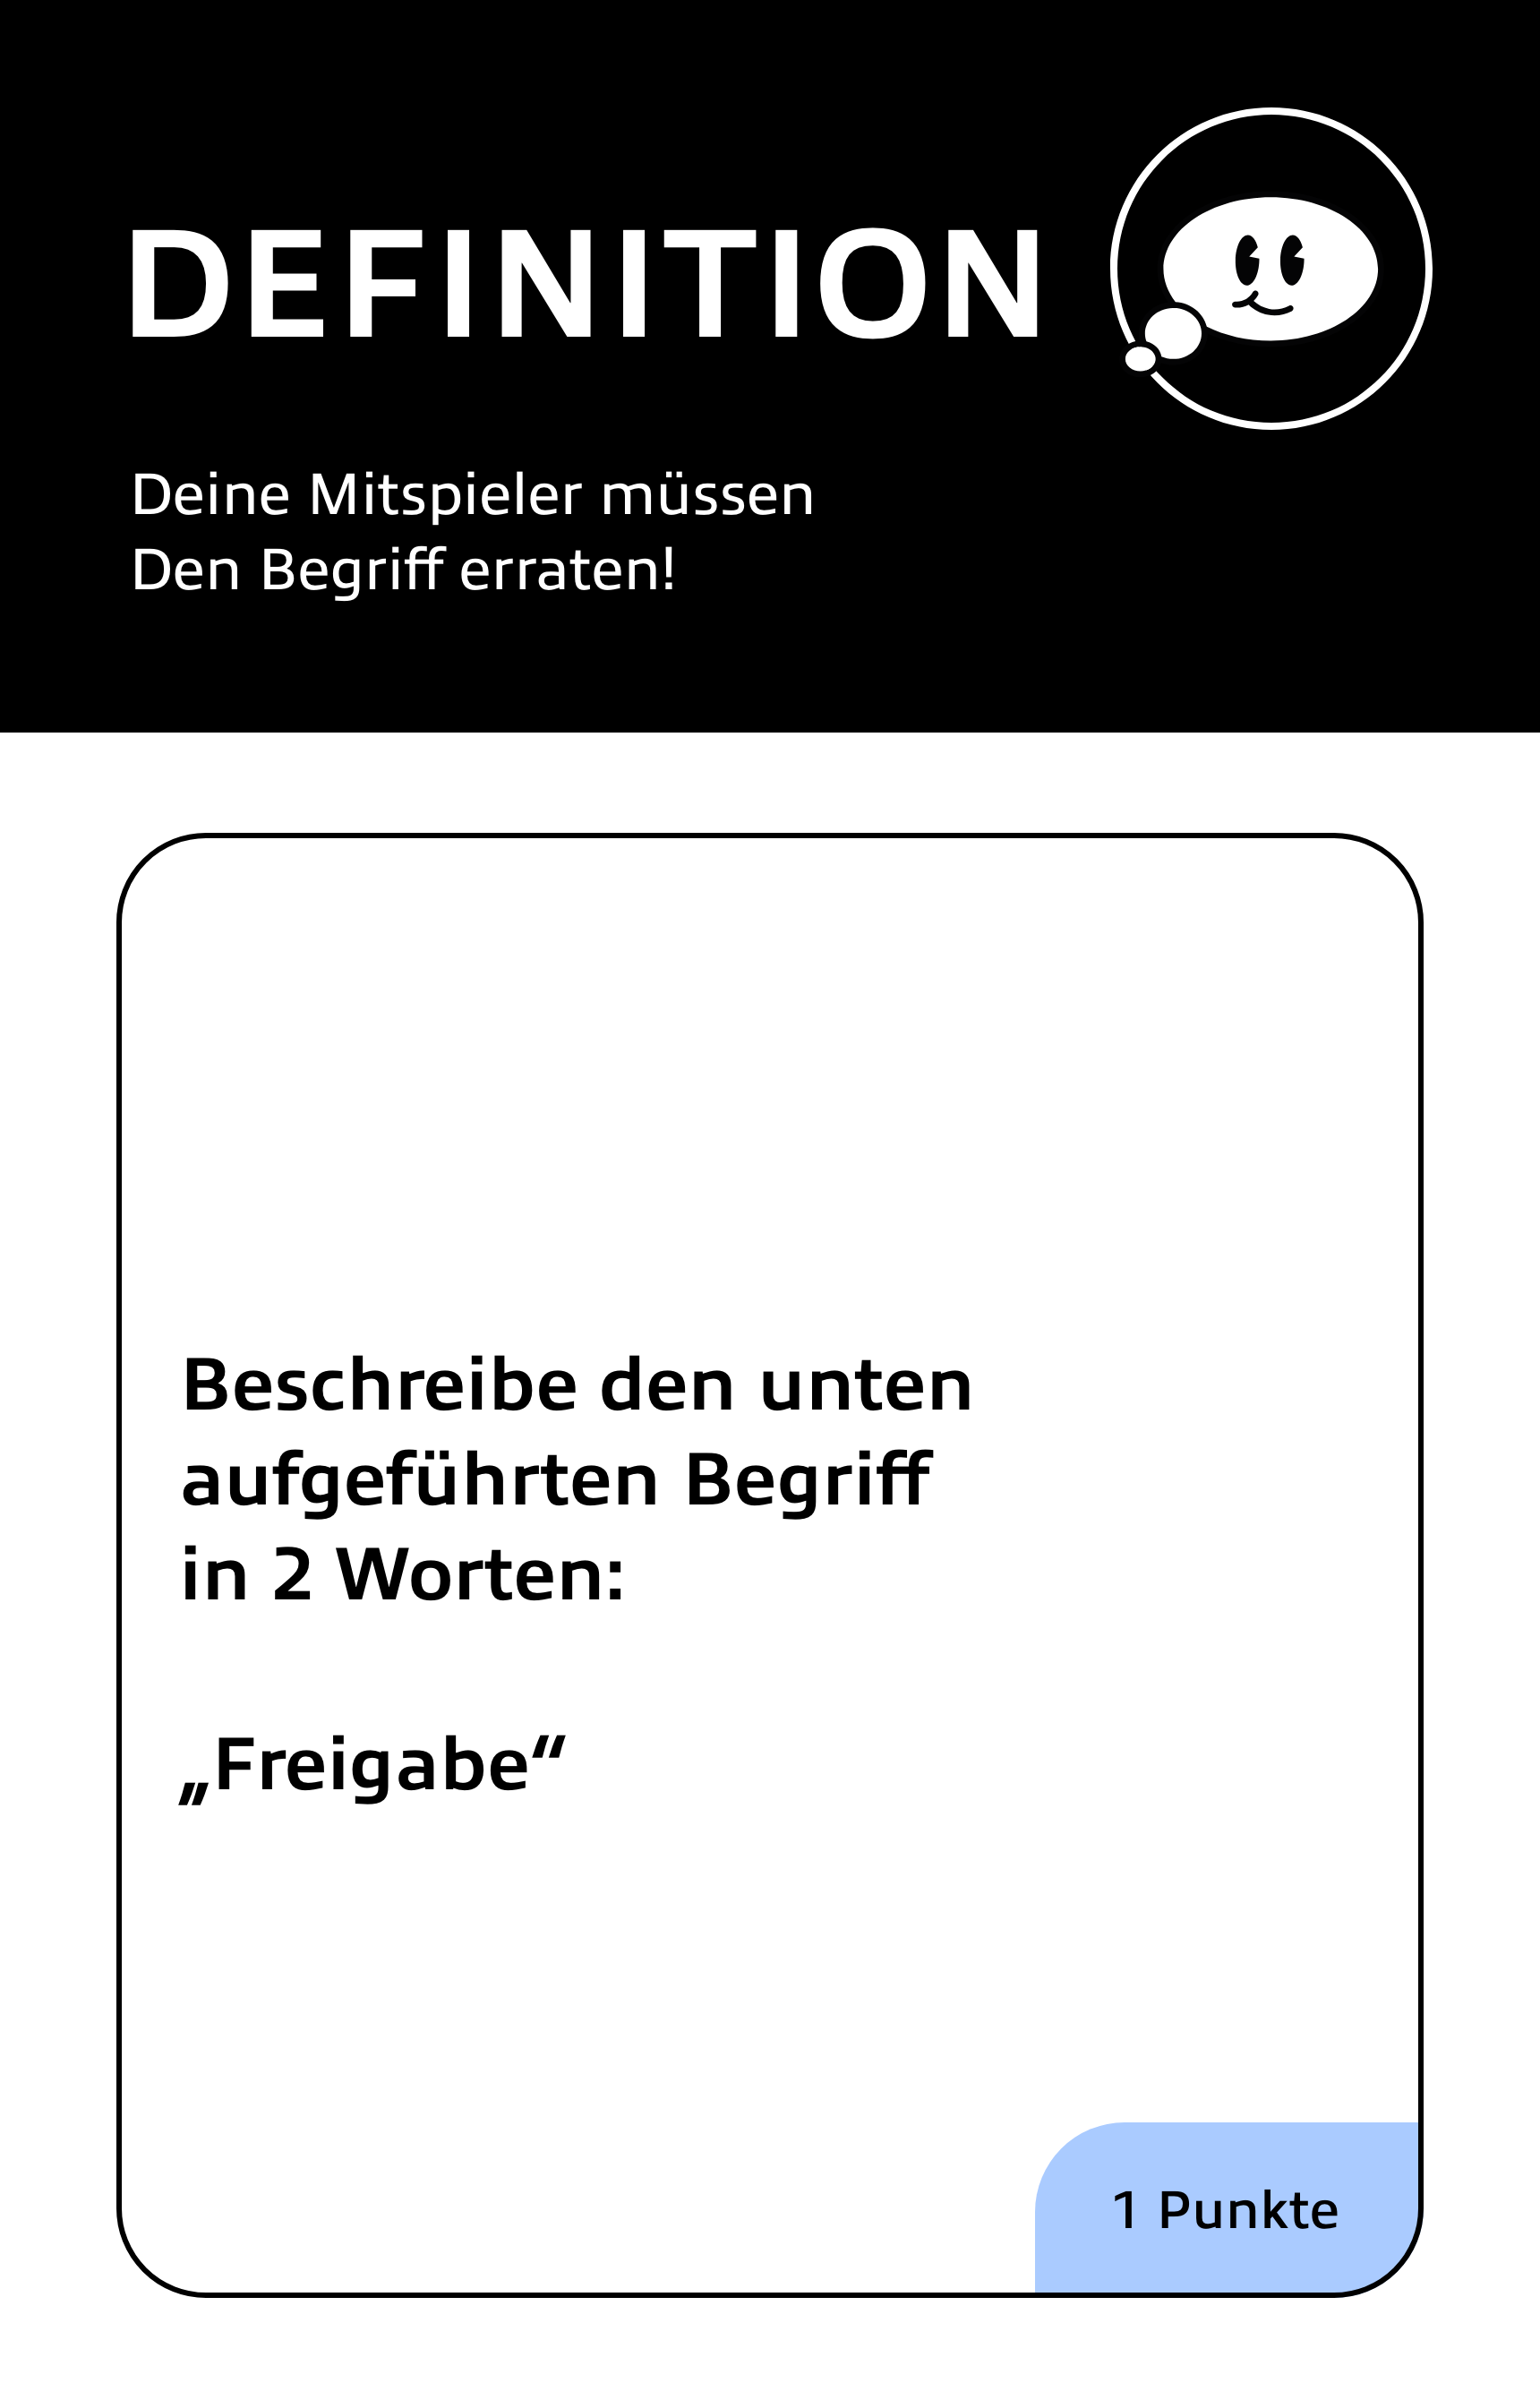 DEFINITION
Deine Mitspieler müssen
Den Begriff erraten!
Beschreibe den unten
aufgeführten Begriff
in 2 Worten:
„Freigabe“
1 Punkte